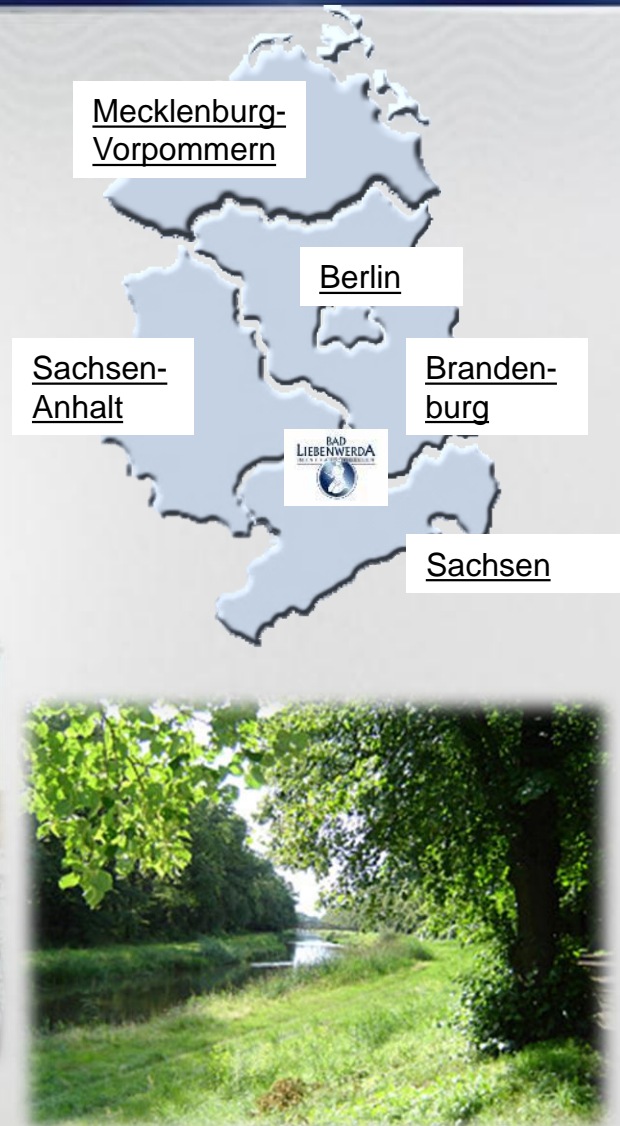 Mecklenburg-
Vorpommern
Berlin
Sachsen-
Anhalt
Branden-
burg
BAD
LIEBENWERDA
Sachsen